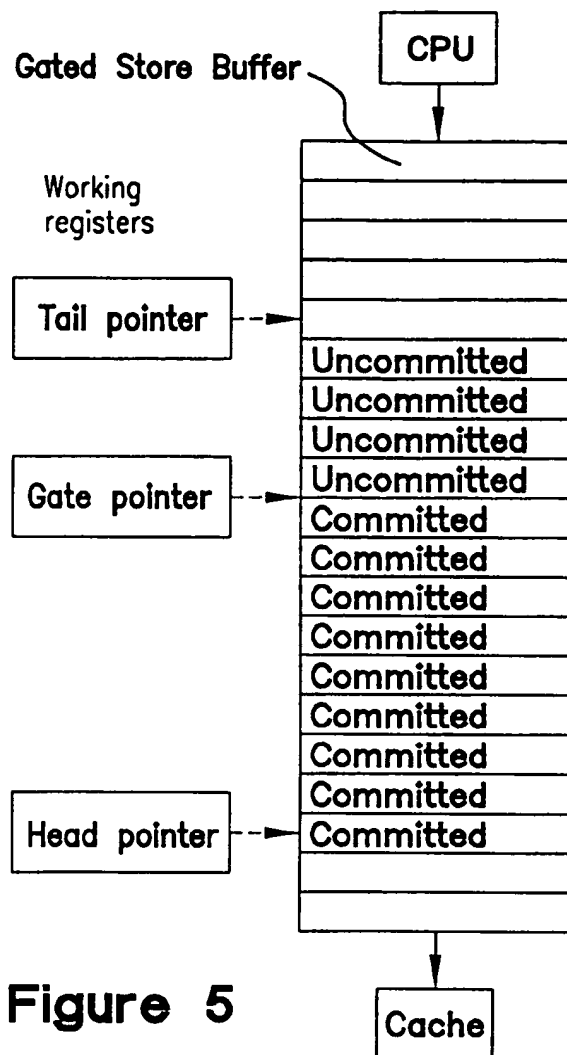 CPU
Gated Store Buffer
Working
registers
Tail pointer
Uncommitted
Uncommitted
Uncommitted
Uncommitted
Gate pointer
Committed
Committed
Committed
Committed
Committed
Committed
Committed
Committed
Head pointer
Committed
Figure 5
Cache